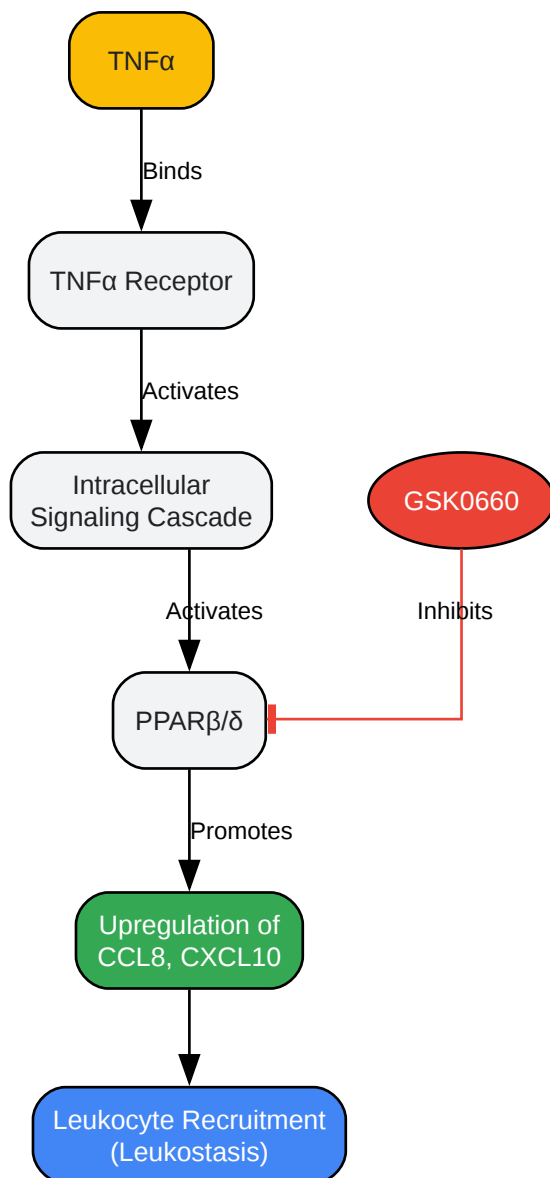 TNFα
Binds
TNFα Receptor
Activates
Intracellular
Signaling Cascade
GSK0660
Activates
Inhibits
PPARβ/δ
Promotes
Upregulation of
CCL8, CXCL10
Leukocyte Recruitment
(Leukostasis)